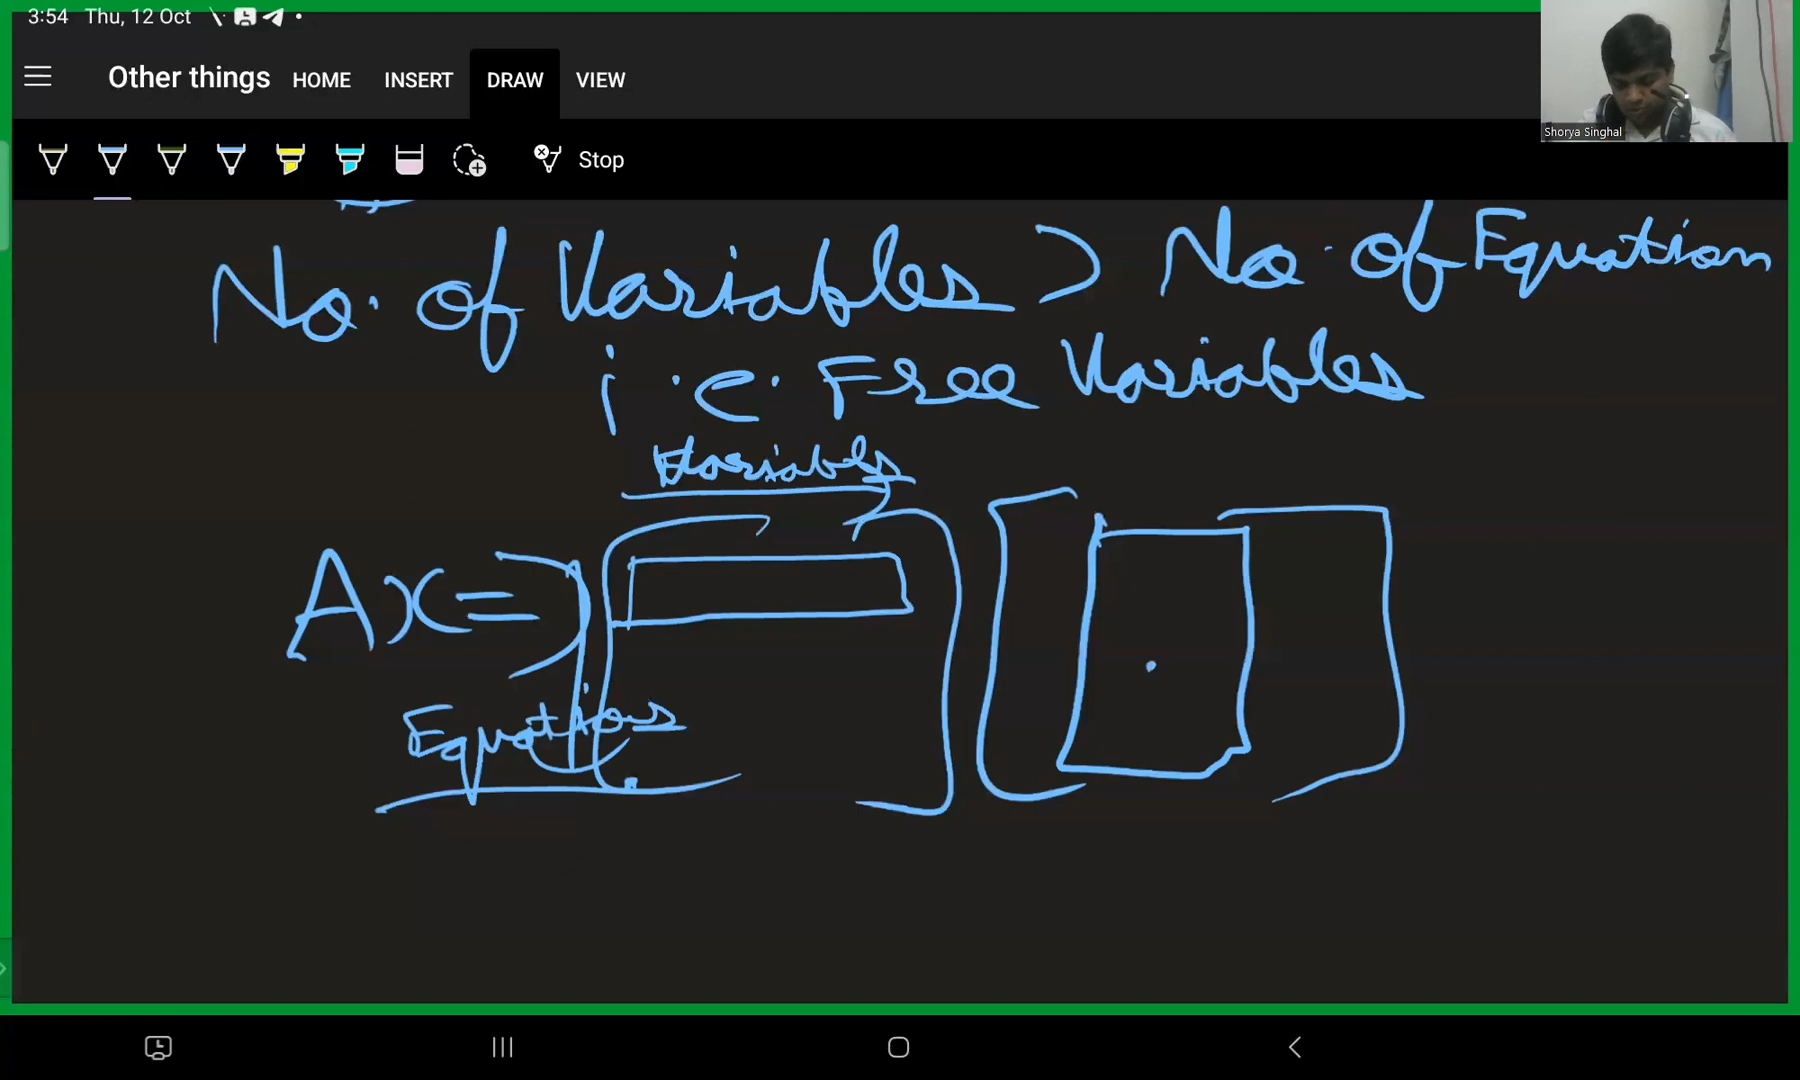 3:54 Thu, 12 Oct
Other things HOME INSERT DRAW VIEW
Shorya Singhal
Stop
No. of Variables > No. of Equation
i.e. Free Variables
Variables
Ax=
Equations